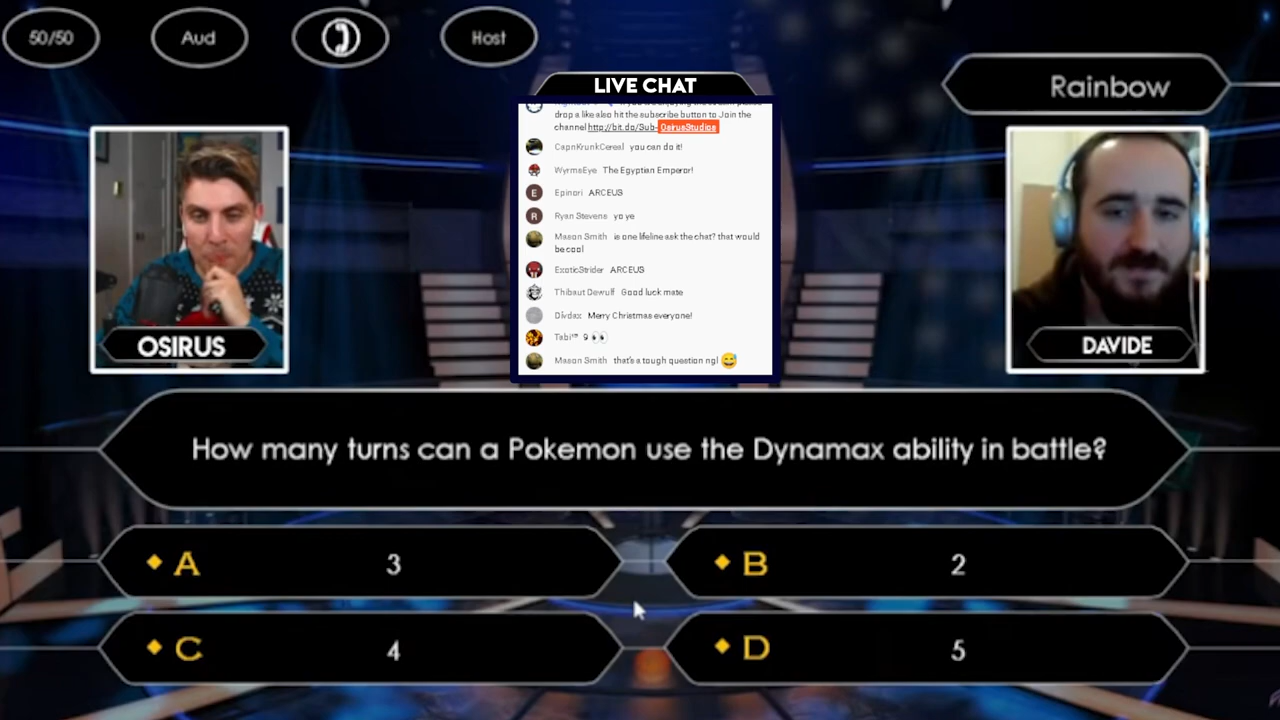 50/50
Aud
Host
LIVE CHAT
Rainbow
drop a like also hit the subscribe button to Join the
channel http://bit.do/Sub-OsirusStudios
CapnKrunkCereal you can do it!
WyrmsEye The Egyptian Emperor!
E Epinori ARCEUS
R Ryan Stevens ya ye
Mason Smith is one lifeline ask the chat? that would
be cool
ExoticStrider ARCEUS
Thibaut Dewulf Good luck mate
Divdax Merry Christmas everyone!
Tabi 9 👀
Mason Smith that's a tough question ngl 😅
OSIRUS
DAVIDE
How many turns can a Pokemon use the Dynamax ability in battle?
A 3
B 2
C 4
D 5